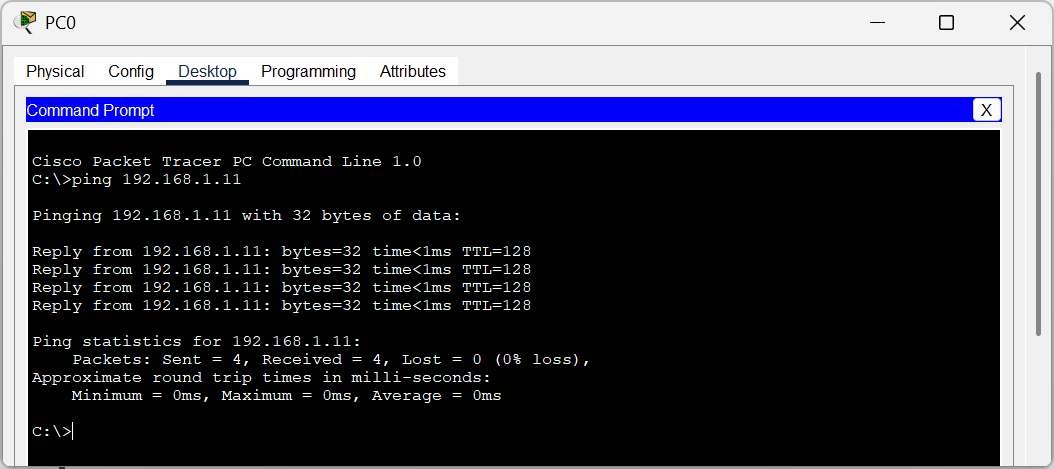 PC0
Physical Config Desktop Programming Attributes
Command Prompt X
Cisco Packet Tracer PC Command Line 1.0
C:\>ping 192.168.1.11
Pinging 192.168.1.11 with 32 bytes of data:
Reply from 192.168.1.11: bytes=32 time<1ms TTL=128
Reply from 192.168.1.11: bytes=32 time<1ms TTL=128
Reply from 192.168.1.11: bytes=32 time<1ms TTL=128
Reply from 192.168.1.11: bytes=32 time<1ms TTL=128
Ping statistics for 192.168.1.11:
Packets: Sent = 4, Received = 4, Lost = 0 (0% loss),
Approximate round trip times in milli-seconds:
Minimum = 0ms, Maximum = 0ms, Average = 0ms
C:\>